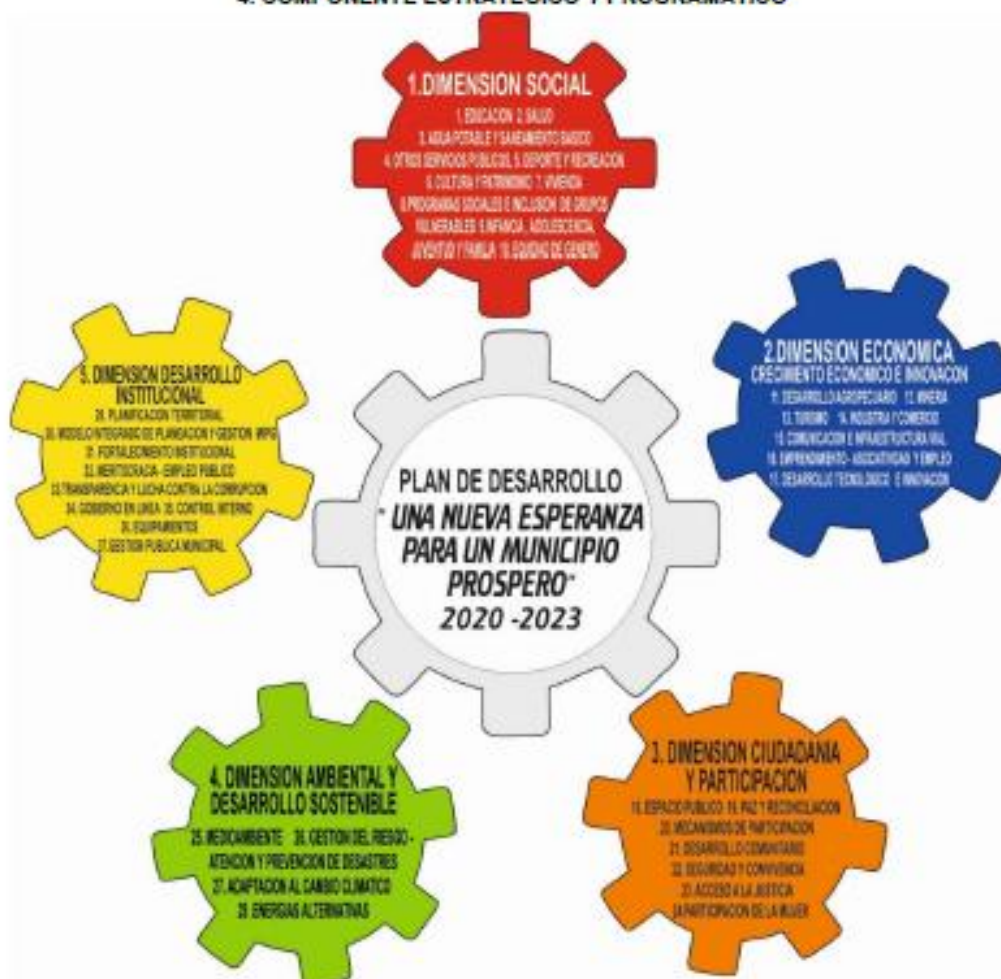 4. COMPONENTE ESTRATEGICO Y PROGRAMATICO
1.DIMENSION SOCIAL
1. EDUCACION 2. SALUD
3. AGUA POTABLE Y SANEAMIENTO BASICO
4. OTROS SERVICIOS PUBLICOS, 5. DEPORTE Y RECREACION
6. CULTURA Y PATRIMONIO 7. VIVIENDA
8.PROGRAMAS SOCIALES E INCLUSION DE GRUPOS
VULNERABLES 9.INFANCIA, ADOLESCENCIA,
JUVENTUD Y FAMILIA 10. EQUIDAD DE GENERO
2.DIMENSION ECONOMICA
CRECIMIENTO ECONOMICO E INNOVACION
11. DESARROLLO AGROPECUARIO 12. MINERIA
13. TURISMO 14. INDUSTRIA Y COMERCIO
15. COMUNICACION E INFRAESTRUCTURA VIAL
16. EMPRENDIMIENTO - ASOCIATIVIDAD Y EMPLEO
17. DESARROLLO TECNOLÓGICO E INNOVACION
5. DIMENSION DESARROLLO
INSTITUCIONAL
29. PLANIFICACION TERRITORIAL
30. MODELO INTEGRADO DE PLANEACION Y GESTION MIPG
31. FORTALECIMIENTO INSTITUCIONAL
32. MERITOCRACIA - EMPLEO PUBLICO
33.TRANSPARENCIA Y LUCHA CONTRA LA CORRUPCION
34. GOBIERNO EN LINEA 35. CONTROL INTERNO
36. EQUIPAMIENTOS
37.GESTION PUBLICA MUNICIPAL
PLAN DE DESARROLLO
" UNA NUEVA ESPERANZA
PARA UN MUNICIPIO
PROSPERO"
2020 -2023
4. DIMENSION AMBIENTAL Y
DESARROLLO SOSTENIBLE
25. MEDIOAMBIENTE 26. GESTION DEL RIESGO -
ATENCION Y PREVENCION DE DESASTRES
27. ADAPTACION AL CAMBIO CLIMATICO
28. ENERGIAS ALTERNATIVAS
3. DIMENSION CIUDADANIA
Y PARTICIPACION
18. ESPACIO PUBLICO 19. PAZ Y RECONCILIACION
20. MECANISMOS DE PARTICIPACION
21. DESARROLLO COMUNITARIO
22. SEGURIDAD Y CONVIVENCIA
23. ACCESO A LA JUSTICIA
24.PARTICIPACION DE LA MUJER